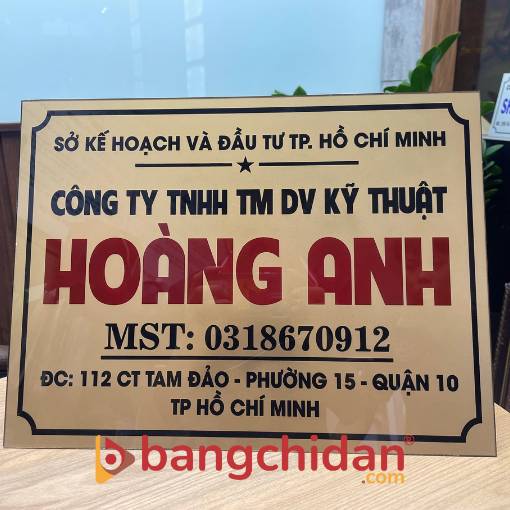 SỞ KẾ HOẠCH VÀ ĐẦU TƯ TP. HỒ CHÍ MINH
CÔNG TY TNHH TM DV KỸ THUẬT
HOÀNG ANH
MST: 0318670912
ĐC: 112 CT TAM ĐẢO - PHƯỜNG 15 - QUẬN 10
TP HỒ CHÍ MINH
bangchidan®
.com